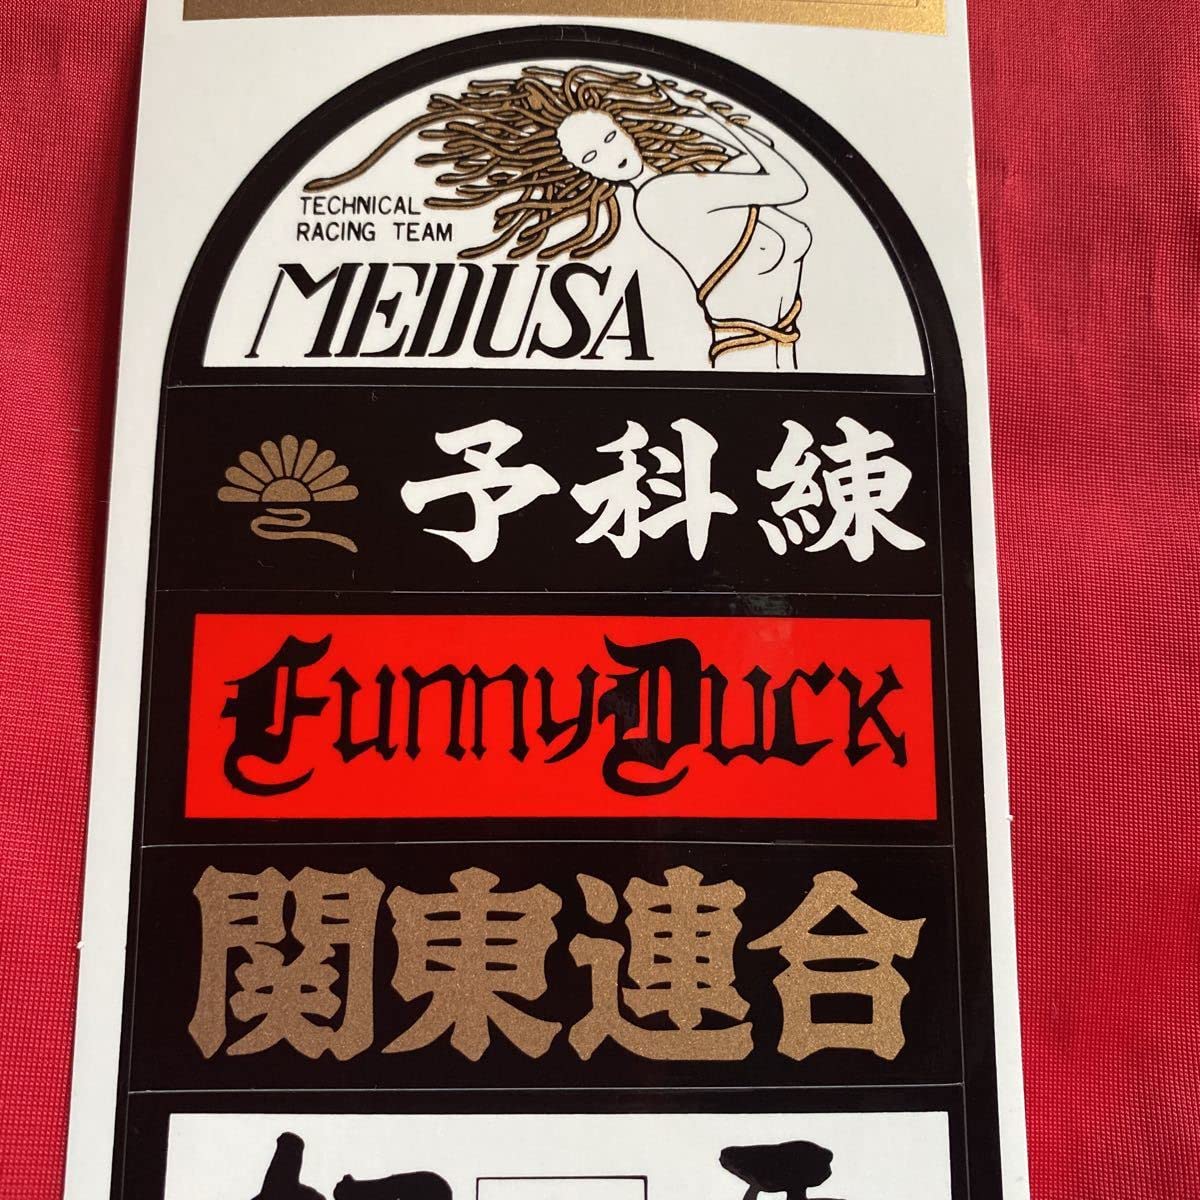 TECHNICAL
RACING TEAM
MEDUSA
予科練
FunnyDuck
関東連合